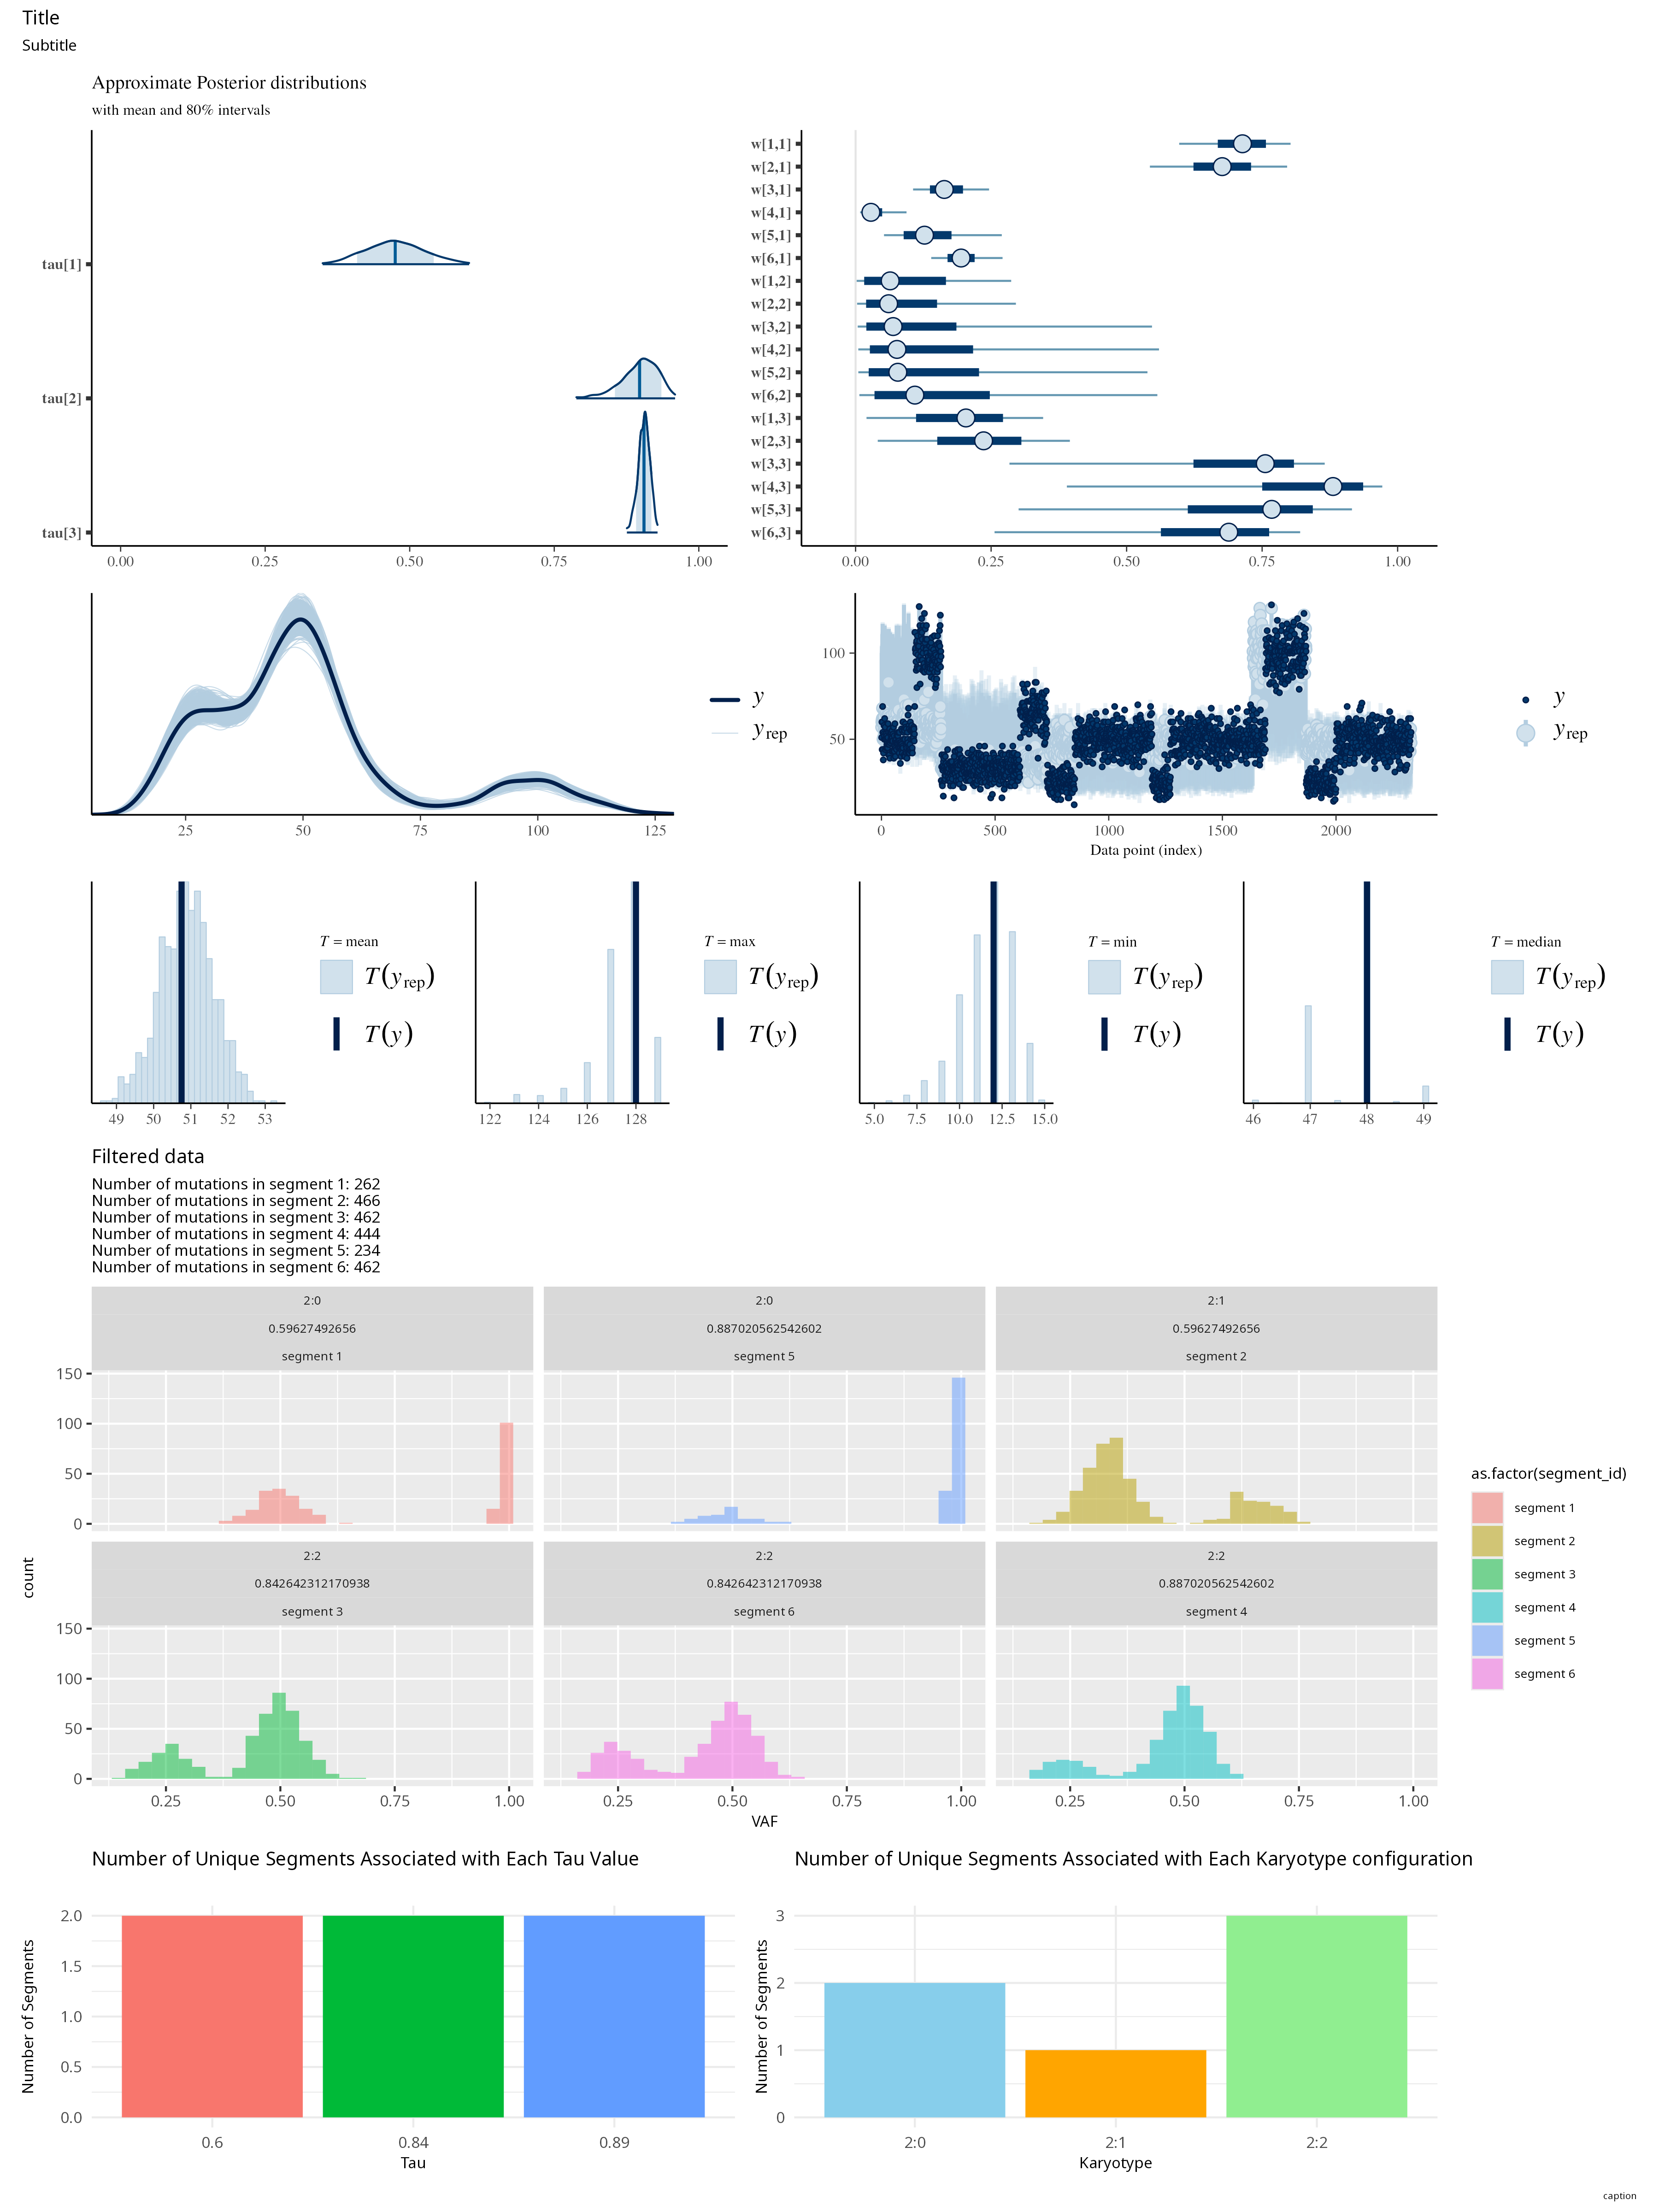 Title
Subtitle
Approximate Posterior distributions
with mean and 80% intervals
tau[1]
tau[2]
tau[3]
0.00 0.25 0.50 0.75 1.00
w[1,1]
w[2,1]
w[3,1]
w[4,1]
w[5,1]
w[6,1]
w[1,2]
w[2,2]
w[3,2]
w[4,2]
w[5,2]
w[6,2]
w[1,3]
w[2,3]
w[3,3]
w[4,3]
w[5,3]
w[6,3]
0.00 0.25 0.50 0.75 1.00
y
yrep
25 50 75 100 125
100
50
0 500 1000 1500 2000
Data point (index)
y
yrep
T = mean
T(yrep)
T(y)
49 50 51 52 53
T = max
T(yrep)
T(y)
122 124 126 128
T = min
T(yrep)
T(y)
5.0 7.5 10.0 12.5 15.0
T = median
T(yrep)
T(y)
46 47 48 49
Filtered data
Number of mutations in segment 1: 262
Number of mutations in segment 2: 466
Number of mutations in segment 3: 462
Number of mutations in segment 4: 444
Number of mutations in segment 5: 234
Number of mutations in segment 6: 462
2:0 2:0 2:1
0.59627492656 0.887020562542602 0.59627492656
segment 1 segment 5 segment 2
150
100
50
0
2:2 2:2 2:2
0.842642312170938 0.842642312170938 0.887020562542602
segment 3 segment 6 segment 4
150
100
50
0
count
0.25 0.50 0.75 1.00 0.25 0.50 0.75 1.00 0.25 0.50 0.75 1.00
VAF
as.factor(segment_id)
segment 1
segment 2
segment 3
segment 4
segment 5
segment 6
Number of Unique Segments Associated with Each Tau Value
Number of Segments
2.0
1.5
1.0
0.5
0.0
0.6 0.84 0.89
Tau
Number of Unique Segments Associated with Each Karyotype configuration
Number of Segments
3
2
1
0
2:0 2:1 2:2
Karyotype
caption